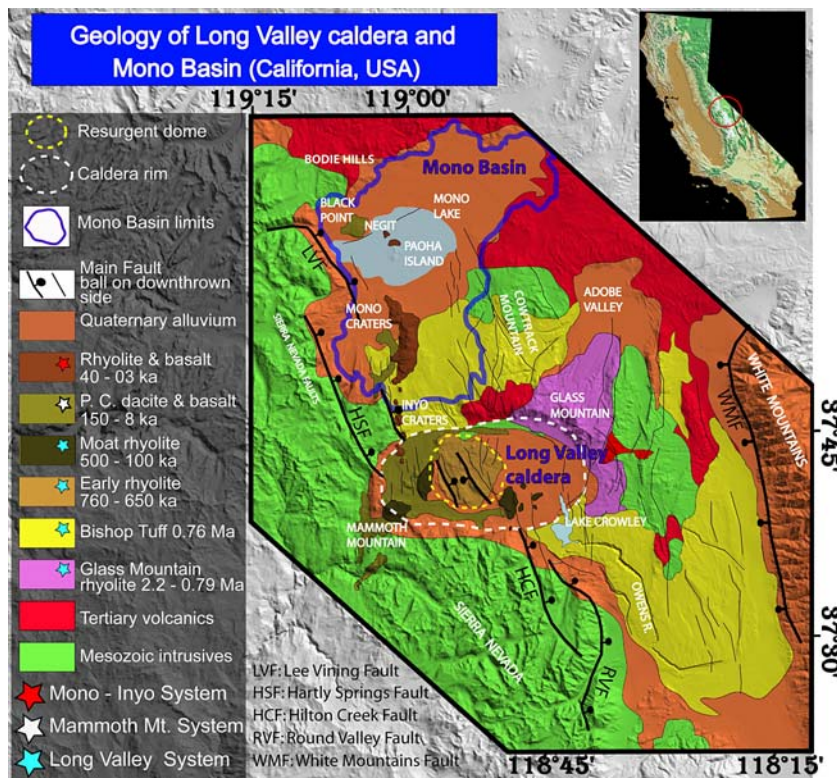 Geology of Long Valley caldera and
Mono Basin (California, USA)
119°15'
119°00'
Resurgent dome
Caldera rim
Mono Basin limits
Main Fault
ball on downthrown
side
Quaternary alluvium
Rhyolite & basalt
40 - 03 ka
P. C. dacite & basalt
150 - 8 ka
Moat rhyolite
500 - 100 ka
Early rhyolite
760 - 650 ka
Bishop Tuff 0.76 Ma
Glass Mountain
rhyolite 2.2 - 0.79 Ma
Tertiary volcanics
Mesozoic intrusives
Mono - Inyo System
Mammoth Mt. System
Long Valley System
BODIE HILLS
Mono Basin
BLACK
POINT
NEGIT
MONO
LAKE
PAOHA
ISLAND
LVF
MONO
CRATERS
COWTRACK
MOUNTAIN
ADOBE
VALLEY
SIERRA NEVADA FAULTS
HSF
INYO
CRATERS
GLASS
MOUNTAIN
WMF
WHITE MOUNTAINS
37°45'
Long Valley
caldera
MAMMOTH
MOUNTAIN
LAKE CROWLEY
HCF
OWENS R.
SIERRA NEVADA
RVF
37°30'
LVF: Lee Vining Fault
HSF: Hartly Springs Fault
HCF: Hilton Creek Fault
RVF: Round Valley Fault
WMF: White Mountains Fault
118°45'
118°15'